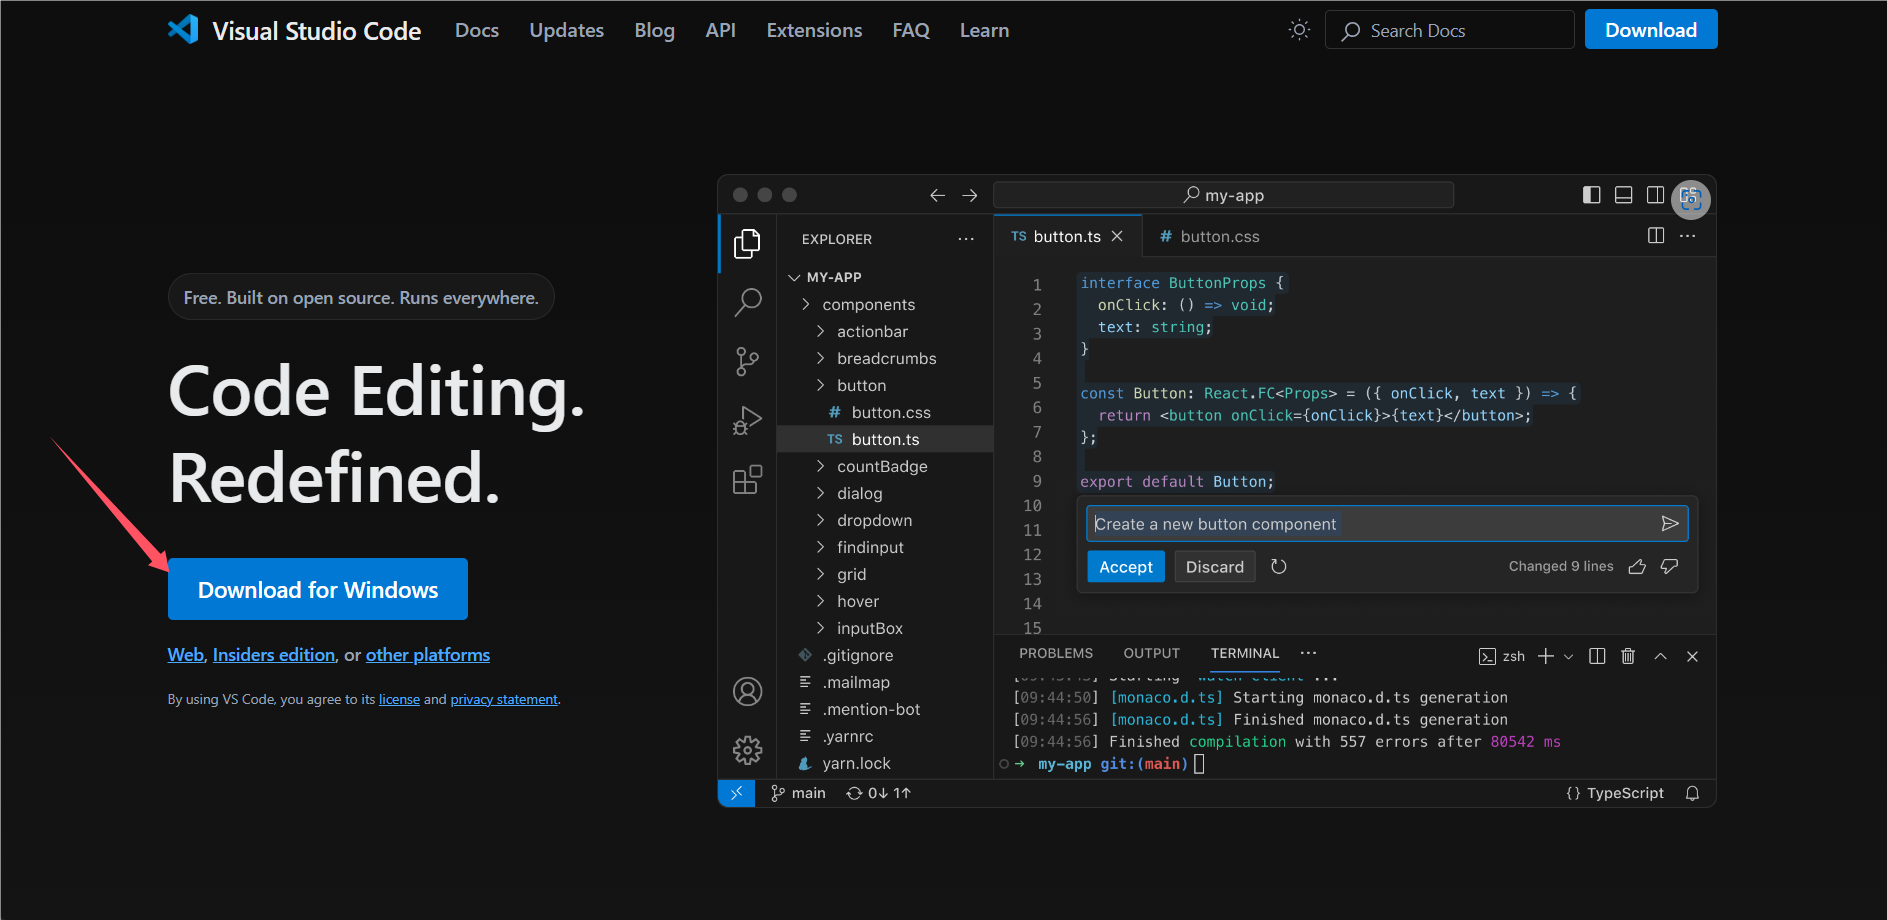 Visual Studio Code Docs Updates Blog API Extensions FAQ Learn Search Docs Download
Free. Built on open source. Runs everywhere.
Code Editing.
Redefined.
Download for Windows
Web, Insiders edition, or other platforms
By using VS Code, you agree to its license and privacy statement.
my-app
EXPLORER
MY-APP
components
actionbar
breadcrumbs
button
# button.css
TS button.ts
countBadge
dialog
dropdown
findinput
grid
hover
inputBox
.gitignore
.mailmap
.mention-bot
.yarnrc
yarn.lock
TS button.ts # button.css
1
2
3
4
5
6
7
8
9
10
11
12
13
14
15
interface ButtonProps {
onClick: () => void;
text: string;
}
const Button: React.FC<Props> = ({ onClick, text }) => {
return <button onClick={onClick}>{text}</button>;
};
export default Button;
Create a new button component
Accept Discard Changed 9 lines
PROBLEMS OUTPUT TERMINAL ··· zsh
[09:44:50] [monaco.d.ts] Starting monaco.d.ts generation
[09:44:56] [monaco.d.ts] Finished monaco.d.ts generation
[09:44:56] Finished compilation with 557 errors after 80542 ms
→ my-app git:(main)
main 0↓ 1↑ {} TypeScript